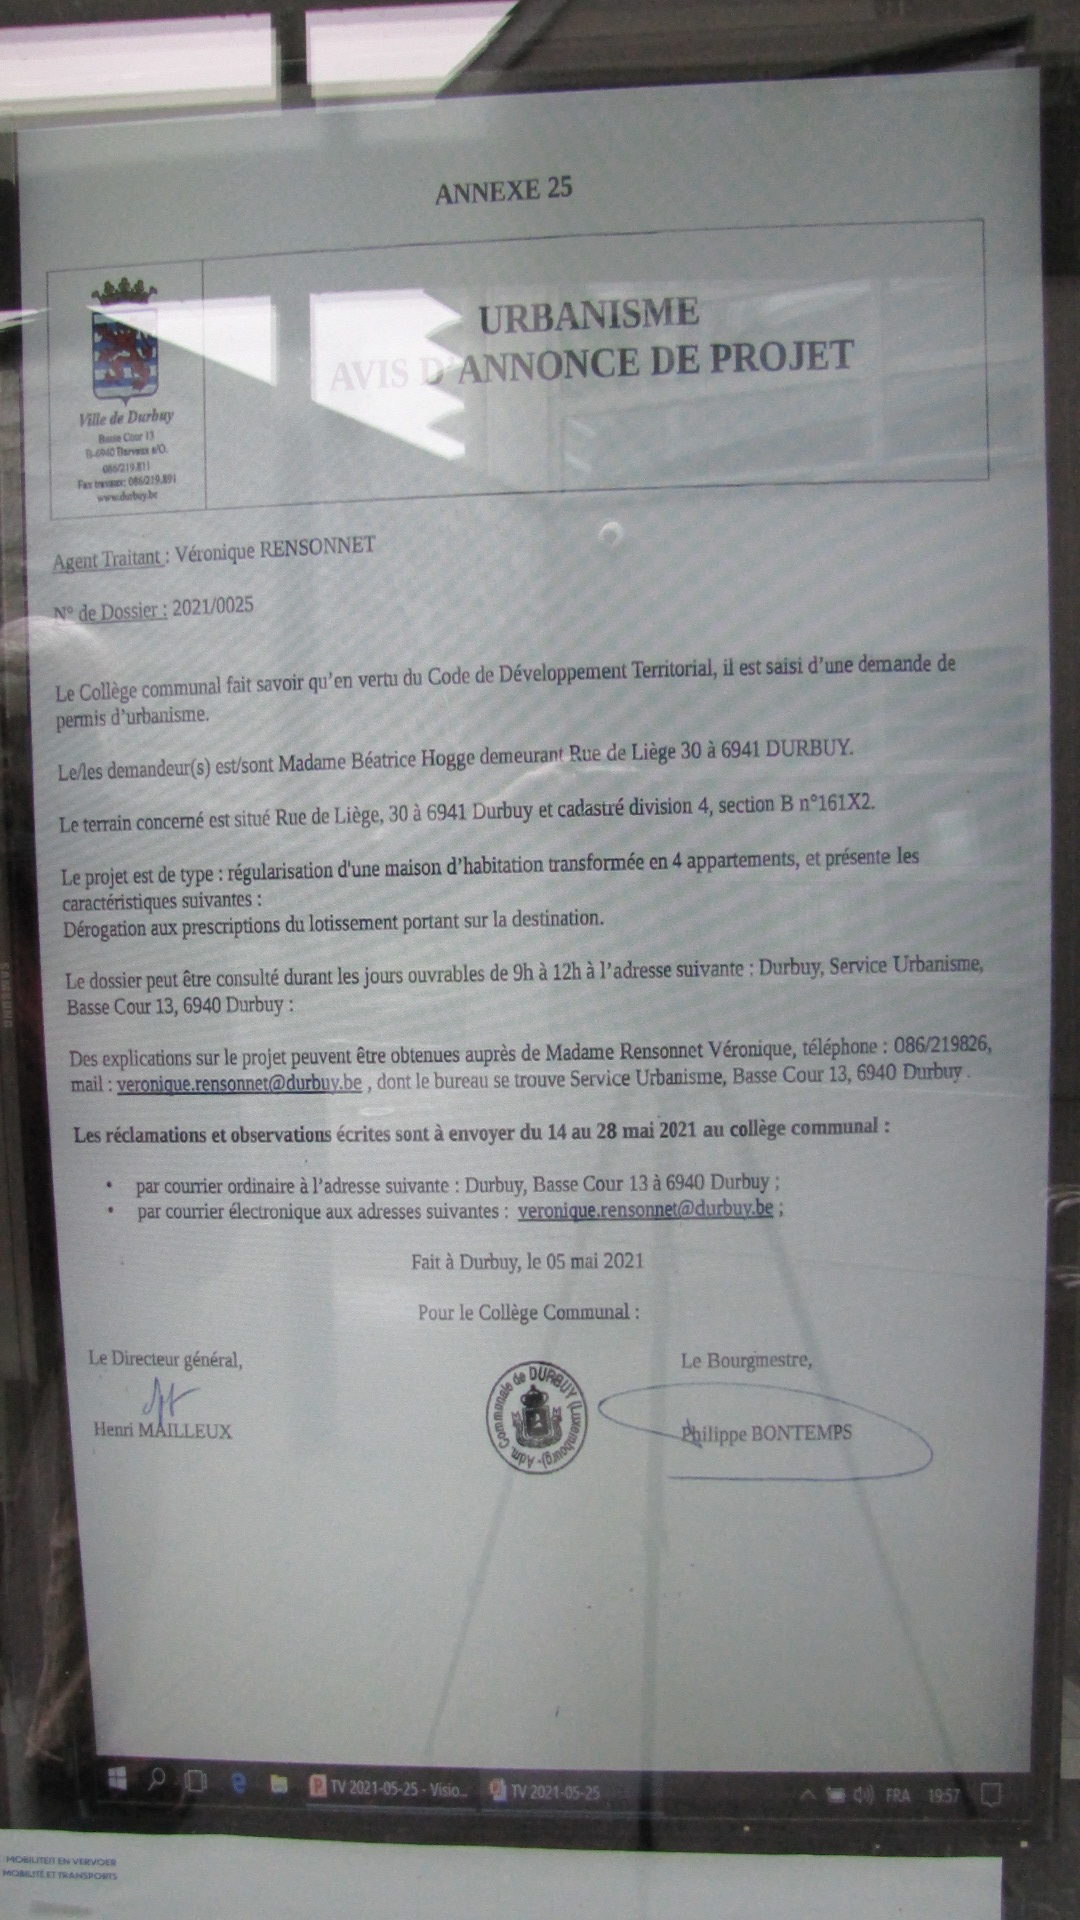 ANNEXE 25
URBANISME
AVIS D'ANNONCE DE PROJET
Ville de Durbuy
Basse Cour 13
B-6940 Barvaux s/O.
086/219.811
Fax travaux: 086/219.891
www.durbuy.be
Agent Traitant : Véronique RENSONNET
N° de Dossier : 2021/0025
Le Collège communal fait savoir qu'en vertu du Code de Développement Territorial, il est saisi d'une demande de
permis d'urbanisme.
Le/les demandeur(s) est/sont Madame Béatrice Hogge demeurant Rue de Liège 30 à 6941 DURBUY.
Le terrain concerné est situé Rue de Liège, 30 à 6941 Durbuy et cadastré division 4, section B n°161X2.
Le projet est de type : régularisation d'une maison d'habitation transformée en 4 appartements, et présente les
caractéristiques suivantes :
Dérogation aux prescriptions du lotissement portant sur la destination.
Le dossier peut être consulté durant les jours ouvrables de 9h à 12h à l'adresse suivante : Durbuy, Service Urbanisme,
Basse Cour 13, 6940 Durbuy :
Des explications sur le projet peuvent être obtenues auprès de Madame Rensonnet Véronique, téléphone : 086/219826,
mail : veronique.rensonnet@durbuy.be , dont le bureau se trouve Service Urbanisme, Basse Cour 13, 6940 Durbuy .
Les réclamations et observations écrites sont à envoyer du 14 au 28 mai 2021 au collège communal :
• par courrier ordinaire à l'adresse suivante : Durbuy, Basse Cour 13 à 6940 Durbuy ;
• par courrier électronique aux adresses suivantes : veronique.rensonnet@durbuy.be ;
Fait à Durbuy, le 05 mai 2021
Pour le Collège Communal :
Le Directeur général,
Le Bourgmestre,
Henri MAILLEUX
Adm. Communale de DURBUY (Luxembourg)
Philippe BONTEMPS
SAMSUNG
TV 2021-05-25 - Visio...
TV 2021-05-25
FRA
19:57
MOBILITEIT EN VERVOER
MOBILITÉ ET TRANSPORTS